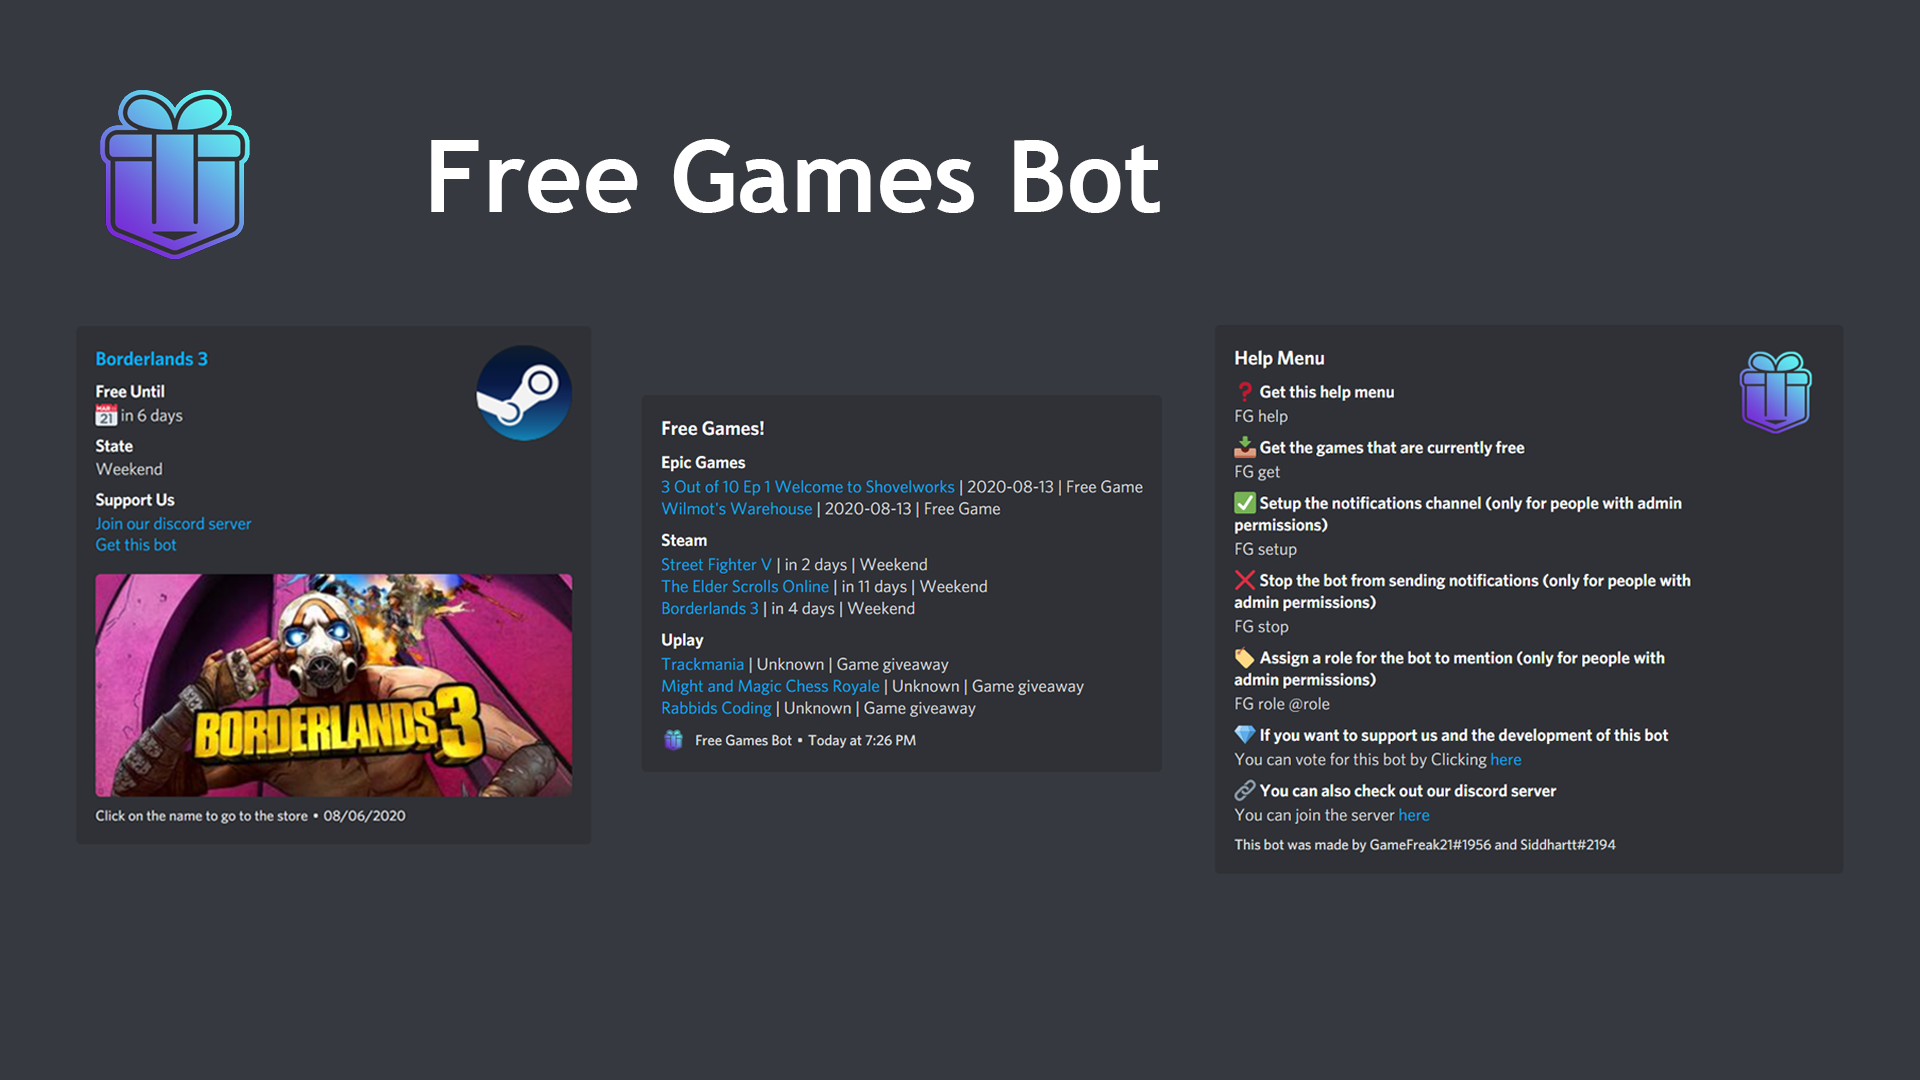 Free Games Bot
Borderlands 3
Free Until
MAR
21 in 6 days
State
Weekend
Support Us
Join our discord server
Get this bot
BORDERLANDS 3
Click on the name to go to the store • 08/06/2020
Free Games!
Epic Games
3 Out of 10 Ep 1 Welcome to Shovelworks | 2020-08-13 | Free Game
Wilmot's Warehouse | 2020-08-13 | Free Game
Steam
Street Fighter V | in 2 days | Weekend
The Elder Scrolls Online | in 11 days | Weekend
Borderlands 3 | in 4 days | Weekend
Uplay
Trackmania | Unknown | Game giveaway
Might and Magic Chess Royale | Unknown | Game giveaway
Rabbids Coding | Unknown | Game giveaway
Free Games Bot • Today at 7:26 PM
Help Menu
❓ Get this help menu
FG help
Get the games that are currently free
FG get
Setup the notifications channel (only for people with admin
permissions)
FG setup
Stop the bot from sending notifications (only for people with
admin permissions)
FG stop
Assign a role for the bot to mention (only for people with
admin permissions)
FG role @role
If you want to support us and the development of this bot
You can vote for this bot by Clicking here
You can also check out our discord server
You can join the server here
This bot was made by GameFreak21#1956 and Siddhartt#2194